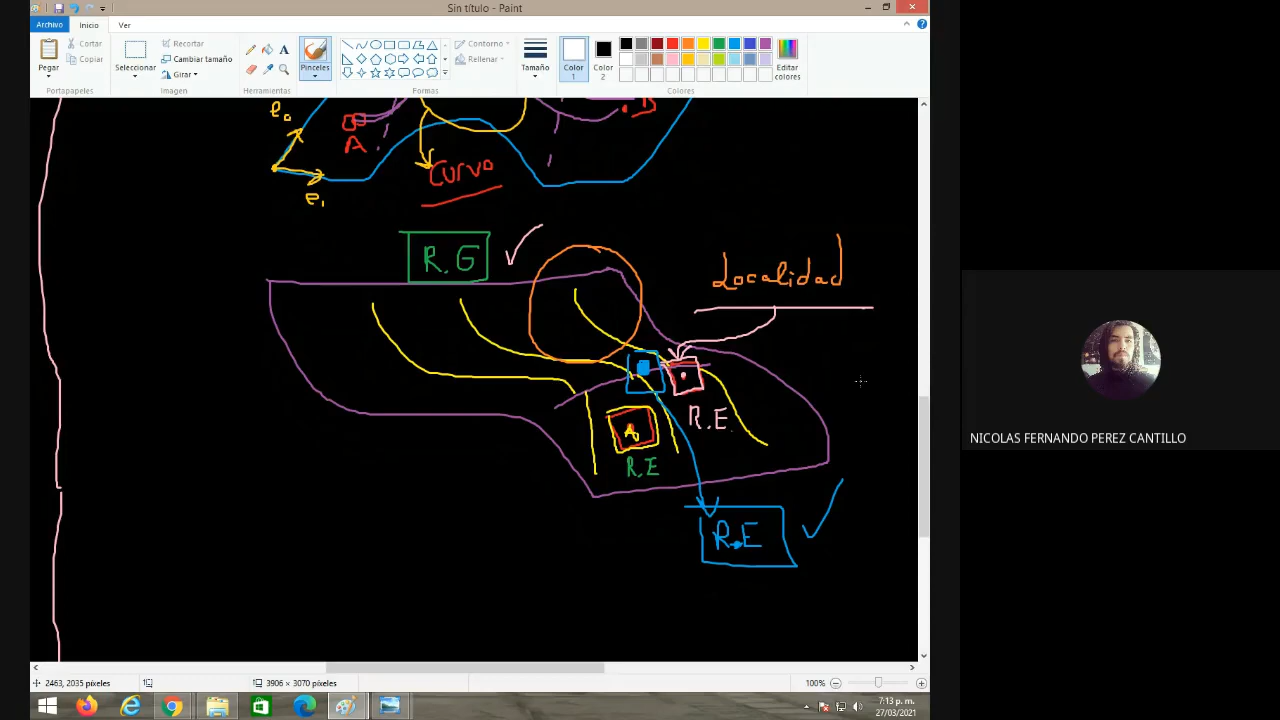 Sin título - Paint
Archivo
Inicio
Ver
Pegar
Cortar
Copiar
Portapapeles
Seleccionar
Recortar
Cambiar tamaño
Girar
Imagen
Herramientas
Pinceles
Formas
Contorno
Rellenar
Tamaño
Color 1
Color 2
Colores
Editar colores
A
B
e₁
Curvo
R.G
Localidad
R.E
R.E
R.E
NICOLAS FERNANDO PEREZ CANTILLO
2463, 2035 píxeles
3906 × 3070 píxeles
100%
7:13 p. m.
27/03/2021